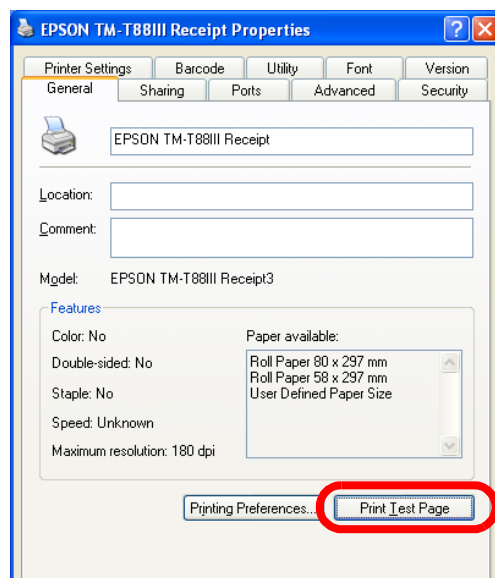 EPSON TM-T88III Receipt Properties
Printer Settings Barcode Utility Font Version
General Sharing Ports Advanced Security
EPSON TM-T88III Receipt
Location:
Comment:
Model: EPSON TM-T88III Receipt3
Features
Color: No Paper available:
Double-sided: No Roll Paper 80 x 297 mm
Roll Paper 58 x 297 mm
Staple: No User Defined Paper Size
Speed: Unknown
Maximum resolution: 180 dpi
Printing Preferences... Print Test Page